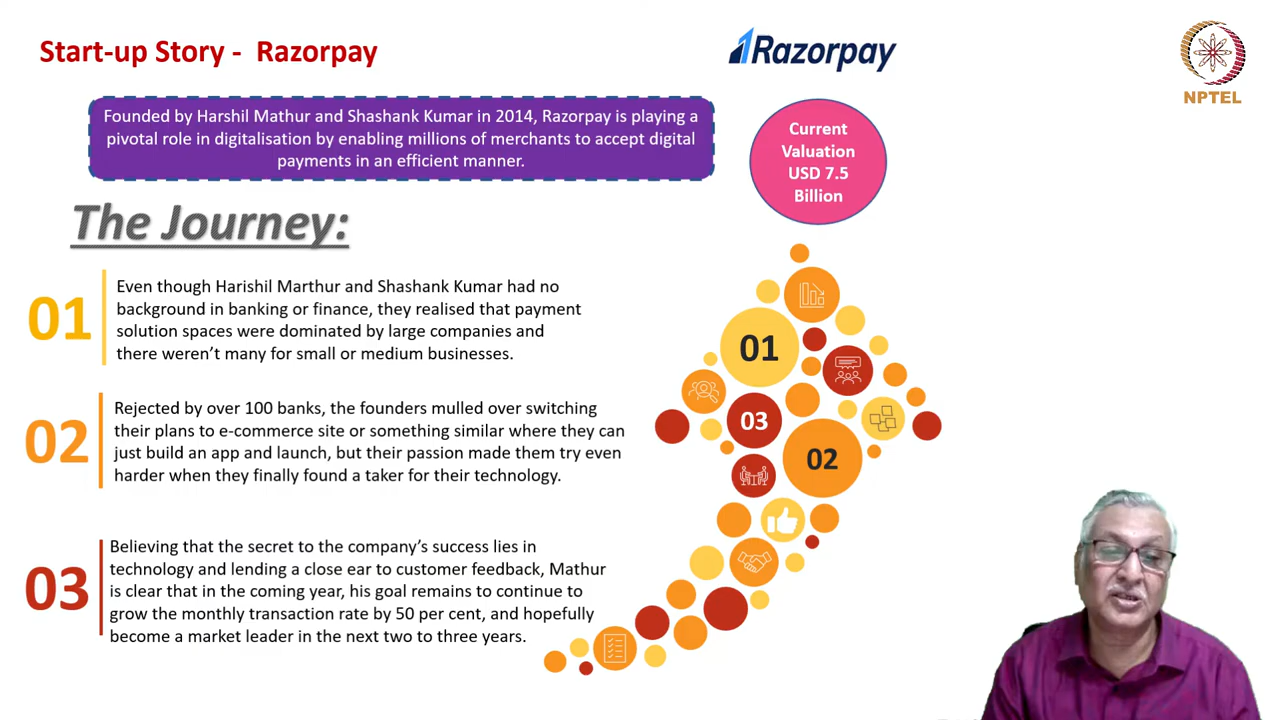 Start-up Story - Razorpay
Razorpay
NPTEL
Founded by Harshil Mathur and Shashank Kumar in 2014, Razorpay is playing a
pivotal role in digitalisation by enabling millions of merchants to accept digital
payments in an efficient manner.
Current
Valuation
USD 7.5
Billion
The Journey:
01
Even though Harishil Marthur and Shashank Kumar had no
background in banking or finance, they realised that payment
solution spaces were dominated by large companies and
there weren't many for small or medium businesses.
02
Rejected by over 100 banks, the founders mulled over switching
their plans to e-commerce site or something similar where they can
just build an app and launch, but their passion made them try even
harder when they finally found a taker for their technology.
03
Believing that the secret to the company's success lies in
technology and lending a close ear to customer feedback, Mathur
is clear that in the coming year, his goal remains to continue to
grow the monthly transaction rate by 50 per cent, and hopefully
become a market leader in the next two to three years.
01
03
02